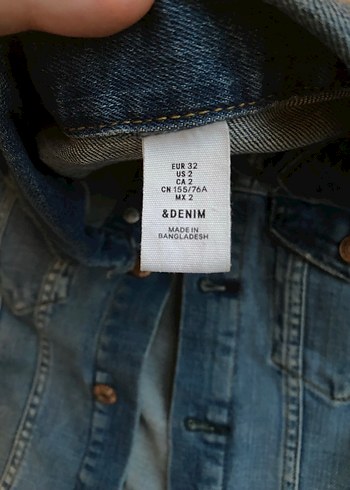 EUR 32
US 2
CA 2
CN 155/76A
MX 2
&DENIM
MADE IN
BANGLADESH